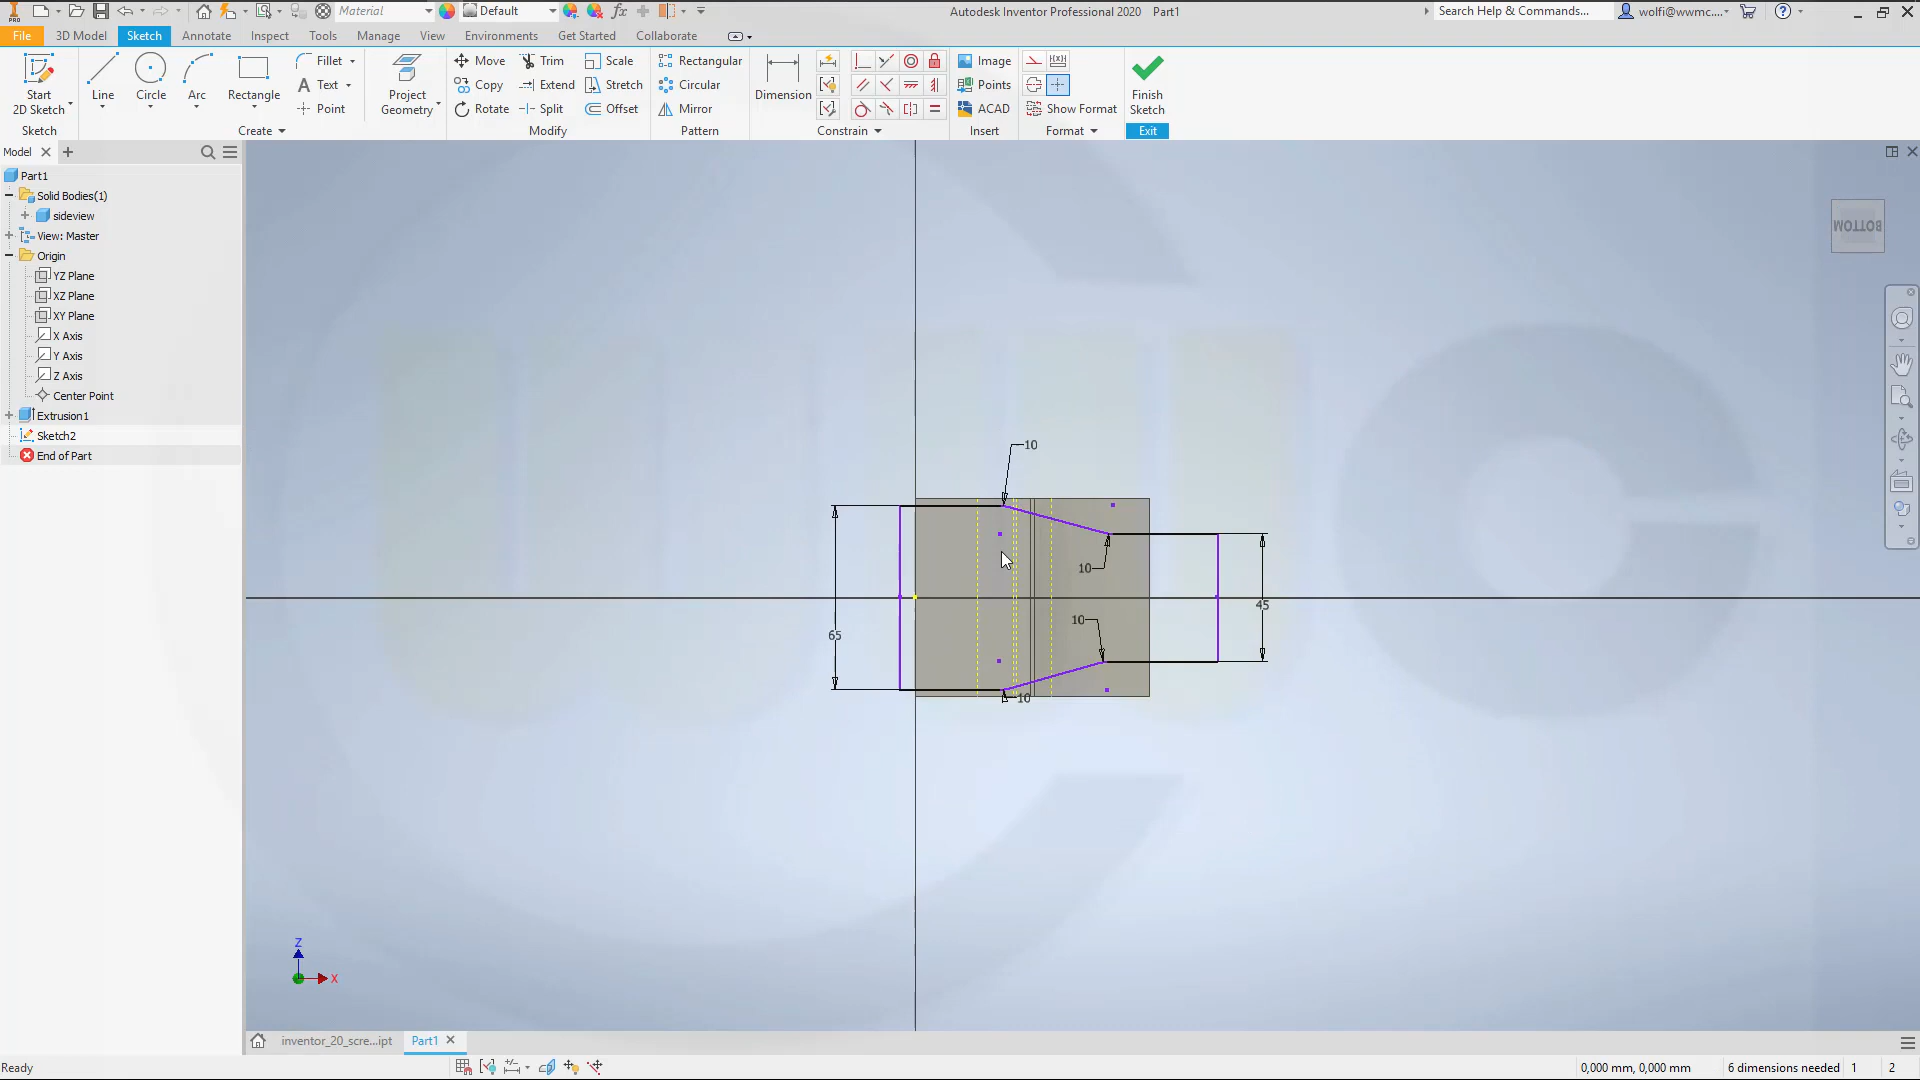 PRO Material Default fx Autodesk Inventor Professional 2020 Part1 Search Help & Commands... wolfi@wwmc....
File 3D Model Sketch Annotate Inspect Tools Manage View Environments Get Started Collaborate
Start 2D Sketch Line Circle Arc Rectangle Fillet Text Point Project Geometry
Move Copy Rotate Trim Extend Split Scale Stretch Offset
Rectangular Circular Mirror Dimension Image Points ACAD Show Format Finish Sketch
Sketch Create Modify Pattern Constrain Insert Format Exit
Model
Part1
Solid Bodies(1)
sideview
View: Master
Origin
YZ Plane
XZ Plane
XY Plane
X Axis
Y Axis
Z Axis
Center Point
Extrusion1
Sketch2
End of Part
BOTTOM
10
10
45
10
65
10
Z
X
inventor_20_scre...ipt Part1
Ready 0,000 mm, 0,000 mm 6 dimensions needed 1 2